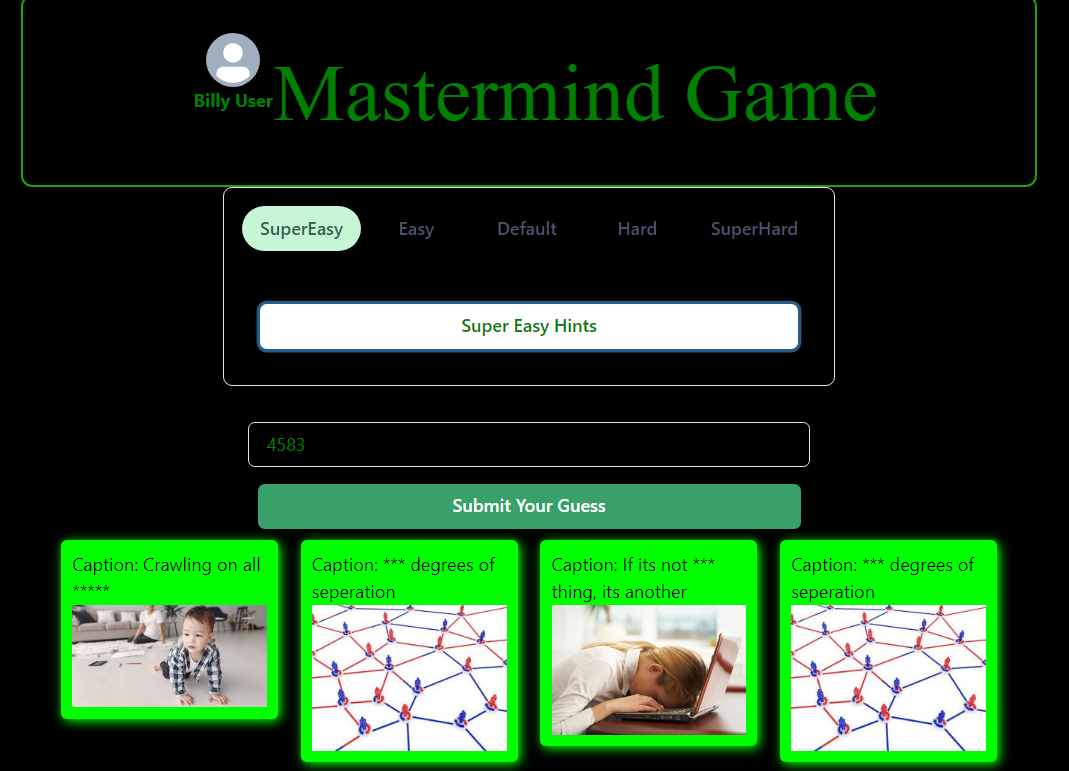 Billy User
Mastermind Game
SuperEasy Easy Default Hard SuperHard
Super Easy Hints
4583
Submit Your Guess
Caption: Crawling on all
*****
Caption: *** degrees of
seperation
Caption: If its not ***
thing, its another
Caption: *** degrees of
seperation